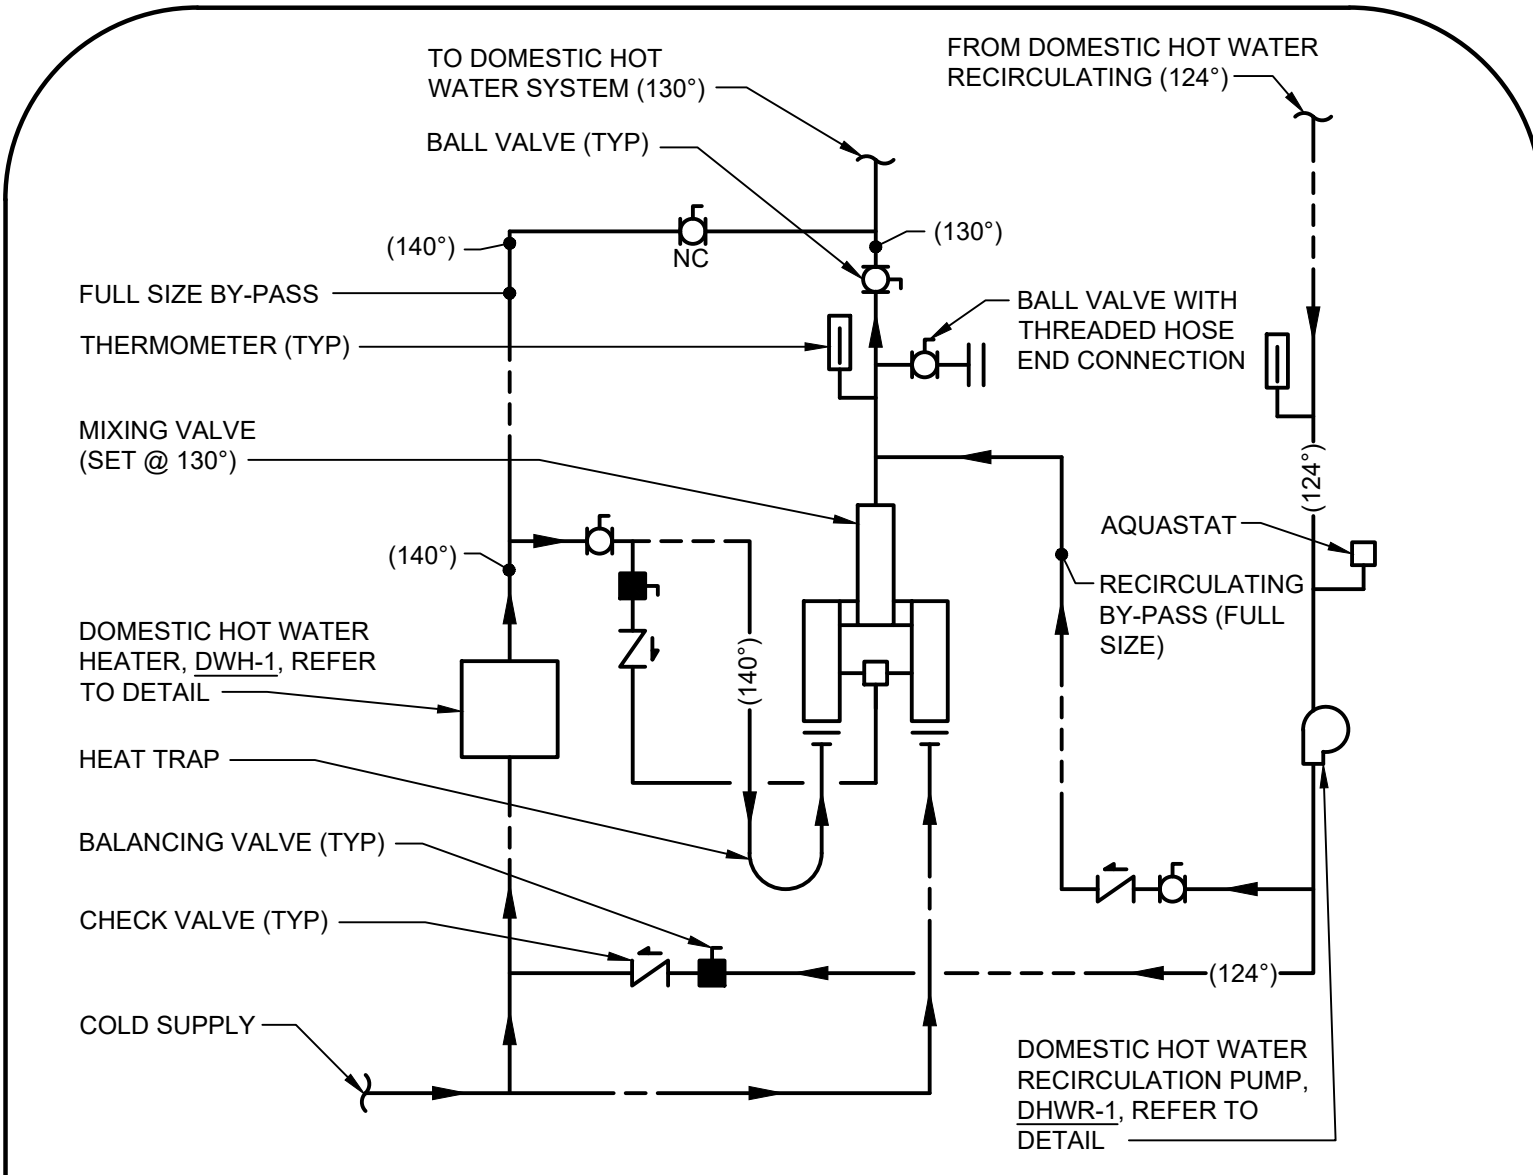 TO DOMESTIC HOT
WATER SYSTEM (130°)
FROM DOMESTIC HOT WATER
RECIRCULATING (124°)
BALL VALVE (TYP)
(140°)
NC
(130°)
FULL SIZE BY-PASS
THERMOMETER (TYP)
BALL VALVE WITH
THREADED HOSE
END CONNECTION
MIXING VALVE
(SET @ 130°)
(124°)
AQUASTAT
(140°)
RECIRCULATING
BY-PASS (FULL
SIZE)
DOMESTIC HOT WATER
HEATER, DWH-1, REFER
TO DETAIL
(140°)
HEAT TRAP
BALANCING VALVE (TYP)
CHECK VALVE (TYP)
(124°)
COLD SUPPLY
DOMESTIC HOT WATER
RECIRCULATION PUMP,
DHWR-1, REFER TO
DETAIL